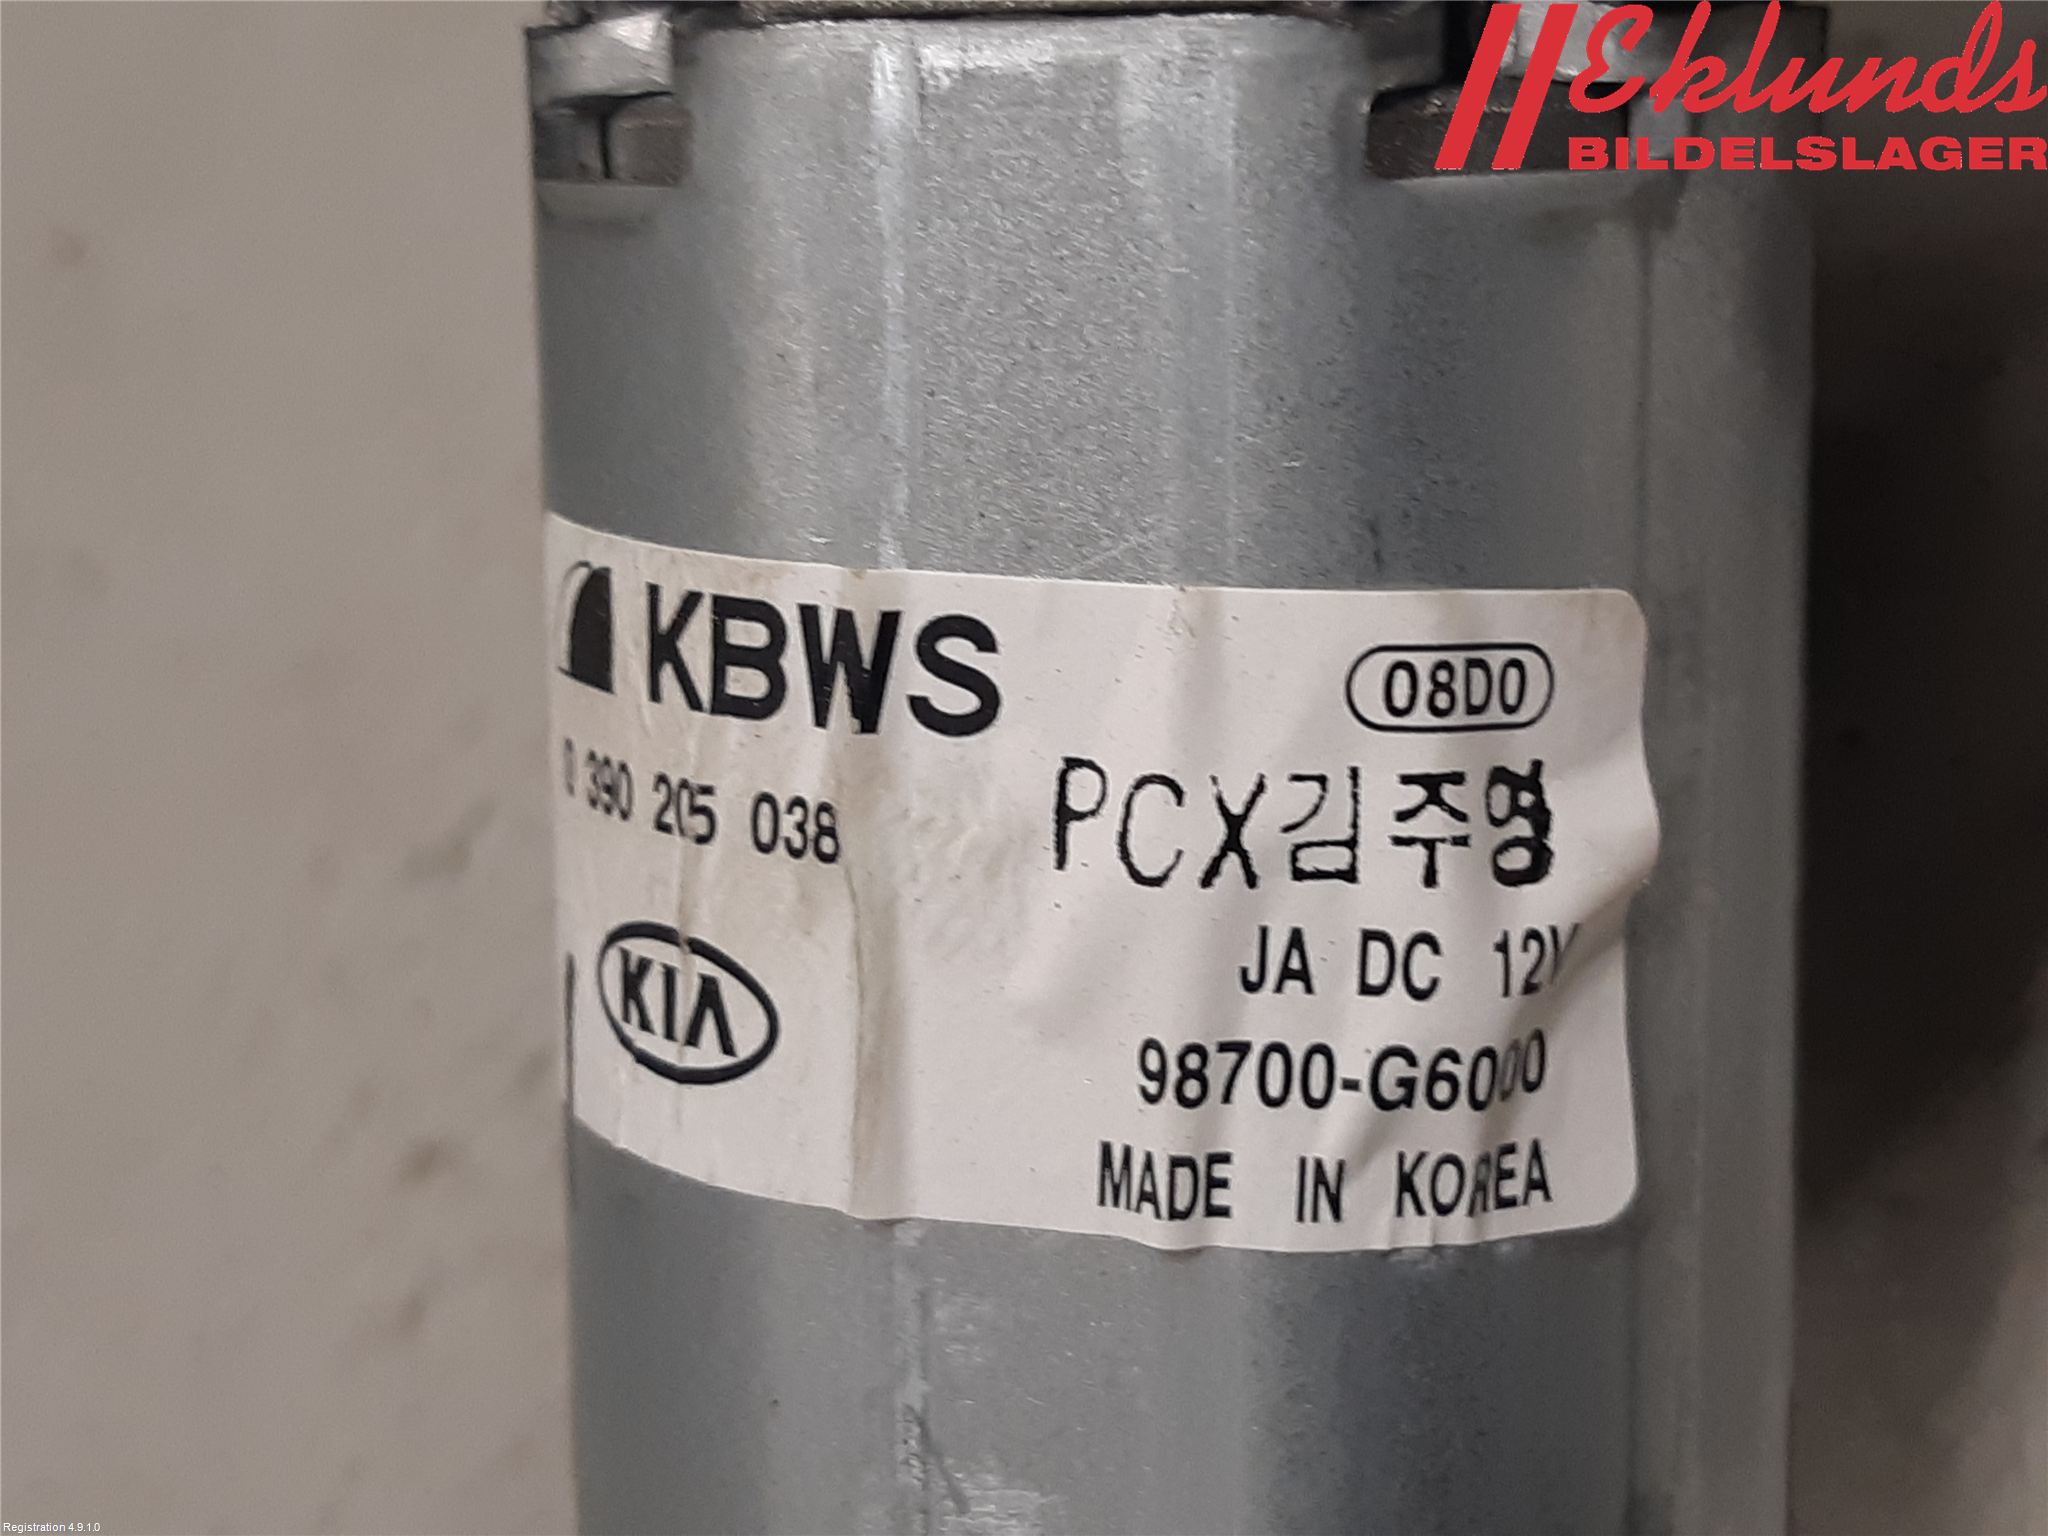 Eklunds
BILDELSLAGER
KBWS
08D0
0 390 205 038
PCX김주영
KIA
JA DC 12V
98700-G6000
MADE IN KOREA
Registration 4.9.1.0